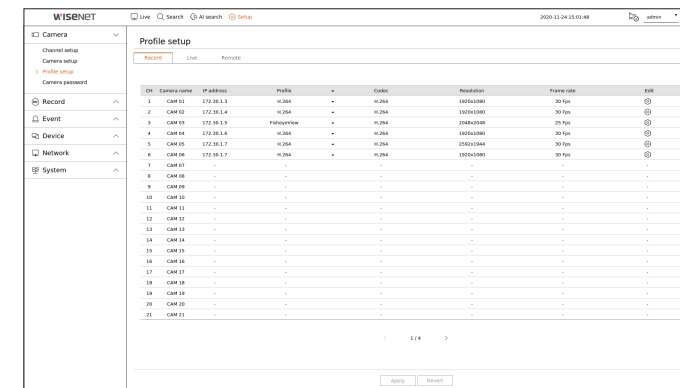 WISENET
Live Search AI search Setup 2020-11-24 15:01:48 admin
Camera
Channel setup
Camera setup
> Profile setup
Camera password
Record
Event
Device
Network
System
Profile setup
Record Live Remote
CH Camera name IP address Profile Codec Resolution Frame rate Edit
1 CAM 01 172.30.1.3 H.264 H.264 1920x1080 30 Fps
2 CAM 02 172.30.1.4 H.264 H.264 1920x1080 30 Fps
3 CAM 03 172.30.1.5 FisheyeView H.264 2048x2048 25 Fps
4 CAM 04 172.30.1.6 H.264 H.264 1920x1080 30 Fps
5 CAM 05 172.30.1.7 H.264 H.264 2592x1944 30 Fps
6 CAM 06 172.30.1.7 H.264 H.264 1920x1080 30 Fps
7 CAM 07 - - - - - -
8 CAM 08 - - - - - -
9 CAM 09 - - - - - -
10 CAM 10 - - - - - -
11 CAM 11 - - - - - -
12 CAM 12 - - - - - -
13 CAM 13 - - - - - -
14 CAM 14 - - - - - -
15 CAM 15 - - - - - -
16 CAM 16 - - - - - -
17 CAM 17 - - - - - -
18 CAM 18 - - - - - -
19 CAM 19 - - - - - -
20 CAM 20 - - - - - -
21 CAM 21 - - - - - -
< 1 / 4 >
Apply Revert